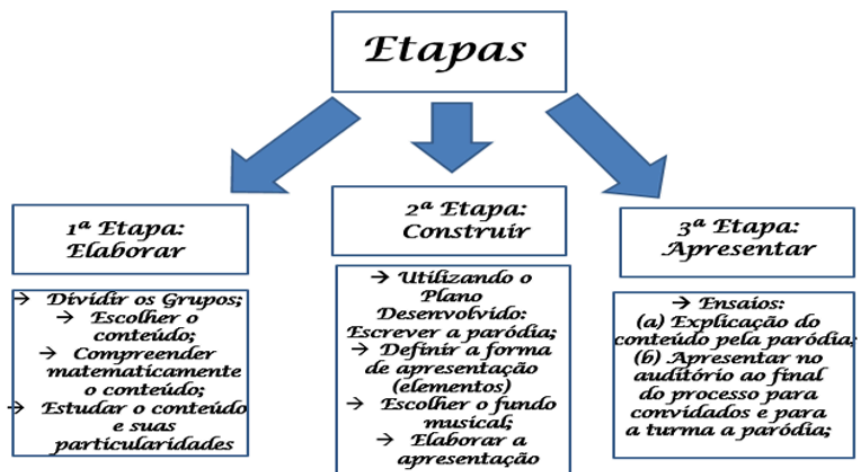 Etapas
1ª Etapa:
Elaborar
→ Dividir os Grupos;
→ Escolher o
conteúdo;
→ Compreender
matematicamente
o conteúdo;
→ Estudar o conteúdo
e suas
particularidades
2ª Etapa:
Construir
→ Utilizando o
Plano
Desenvolvido:
Escrever a paródia;
→ Definir a forma
de apresentação
(elementos)
→ Escolher o fundo
musical;
→ Elaborar a
apresentação
3ª Etapa:
Apresentar
→ Ensaios:
(a) Explicação do
conteúdo pela paródia;
(b) Apresentar no
auditório ao final
do processo para
convidados e para
a turma a paródia;